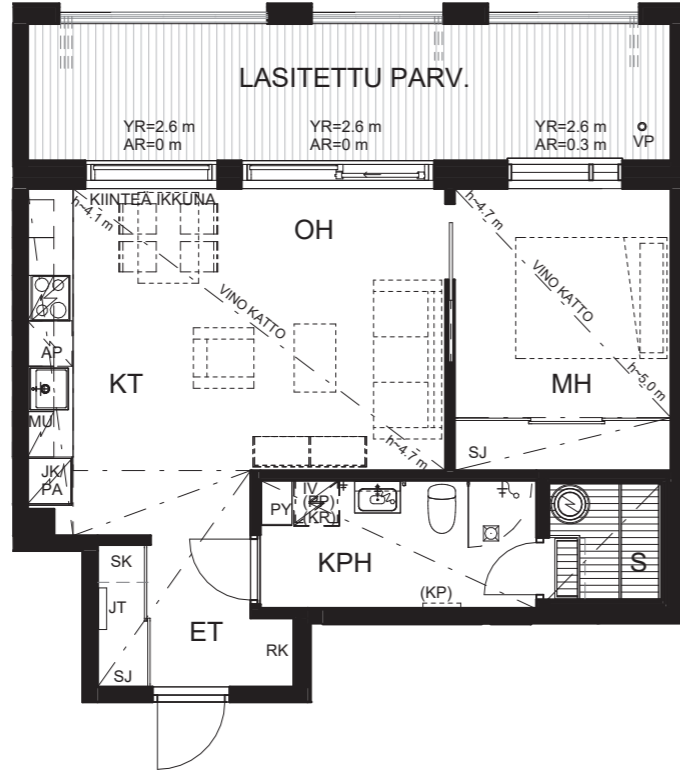 LASITETTU PARV.
YR=2.6 m
AR=0 m
YR=2.6 m
AR=0 m
YR=2.6 m
AR=0.3 m
VP
KIINTEÄ IKKUNA
h~4.1 m
OH
h~4.7 m
VINO KATTO
VINO KATTO
AP
KT
MH
h~5.0 m
MU
h~4.7 m
SJ
JK/
PA
PY
IV
(PP)
(KR)
KPH
S
SK
(KP)
JT
ET
RK
SJ